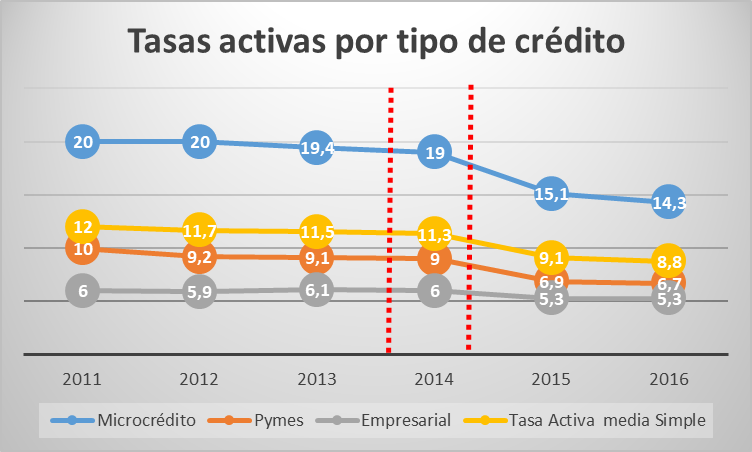 Tasas activas por tipo de crédito
20 20 19,4 19 15,1 14,3
12 11,7 11,5 11,3 9,1 8,8
10 9,2 9,1 9 6,9 6,7
6 5,9 6,1 6 5,3 5,3
2011 2012 2013 2014 2015 2016
Microcrédito Pymes Empresarial Tasa Activa media Simple